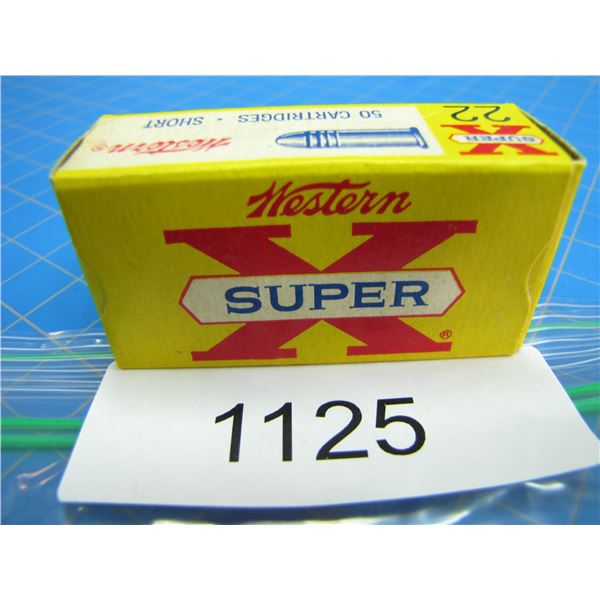 22
50 CARTRIDGES - SHORT
Western®
SUPER X
Western
SUPER X
®
1125